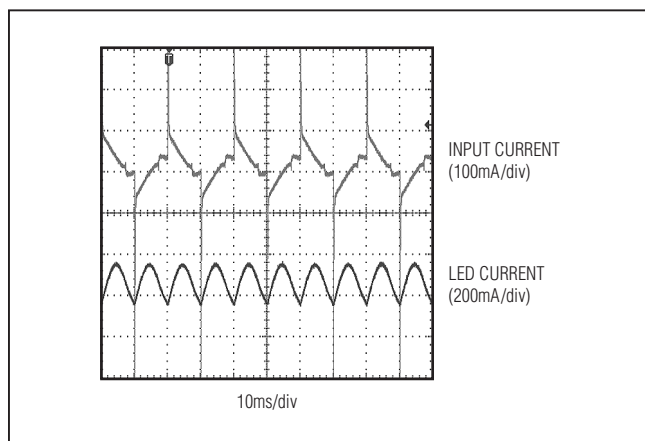 T
INPUT CURRENT
(100mA/div)
LED CURRENT
(200mA/div)
10ms/div